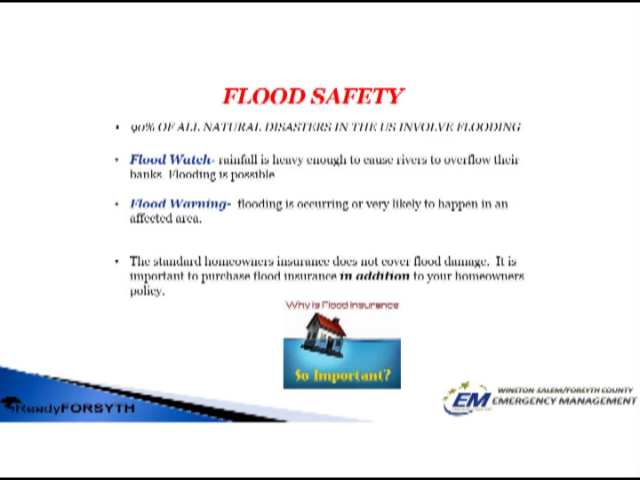 FLOOD SAFETY
• 90% OF ALL NATURAL DISASTERS IN THE US INVOLVE FLOODING
• Flood Watch- rainfall is heavy enough to cause rivers to overflow their
banks. Flooding is possible
• Flood Warning- flooding is occurring or very likely to happen in an
affected area.
• The standard homeowners insurance does not cover flood damage. It is
important to purchase flood insurance in addition to your homeowners
policy.
Why is Flood Insurance
So Important?
ReadyFORSYTH
EM
WINSTON-SALEM/FORSYTH COUNTY
EMERGENCY MANAGEMENT